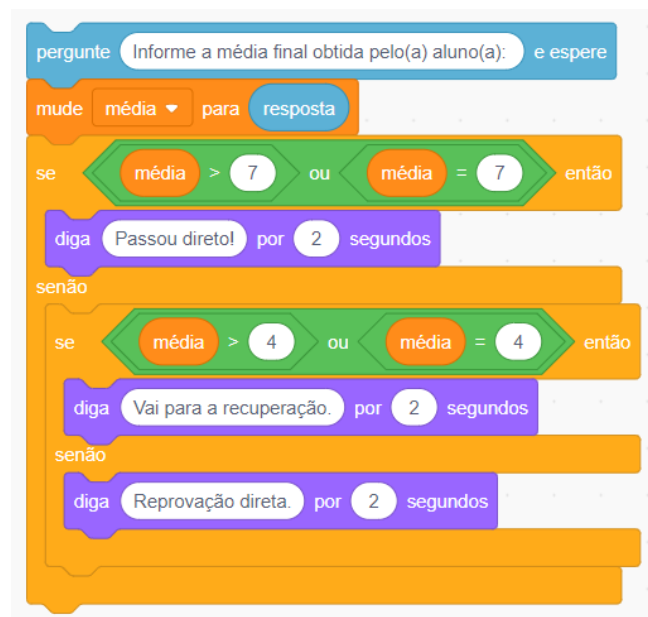 pergunte Informe a média final obtida pelo(a) aluno(a): e espere
mude média para resposta
se média > 7 ou média = 7 então
diga Passou direto! por 2 segundos
senão
se média > 4 ou média = 4 então
diga Vai para a recuperação. por 2 segundos
senão
diga Reprovação direta. por 2 segundos